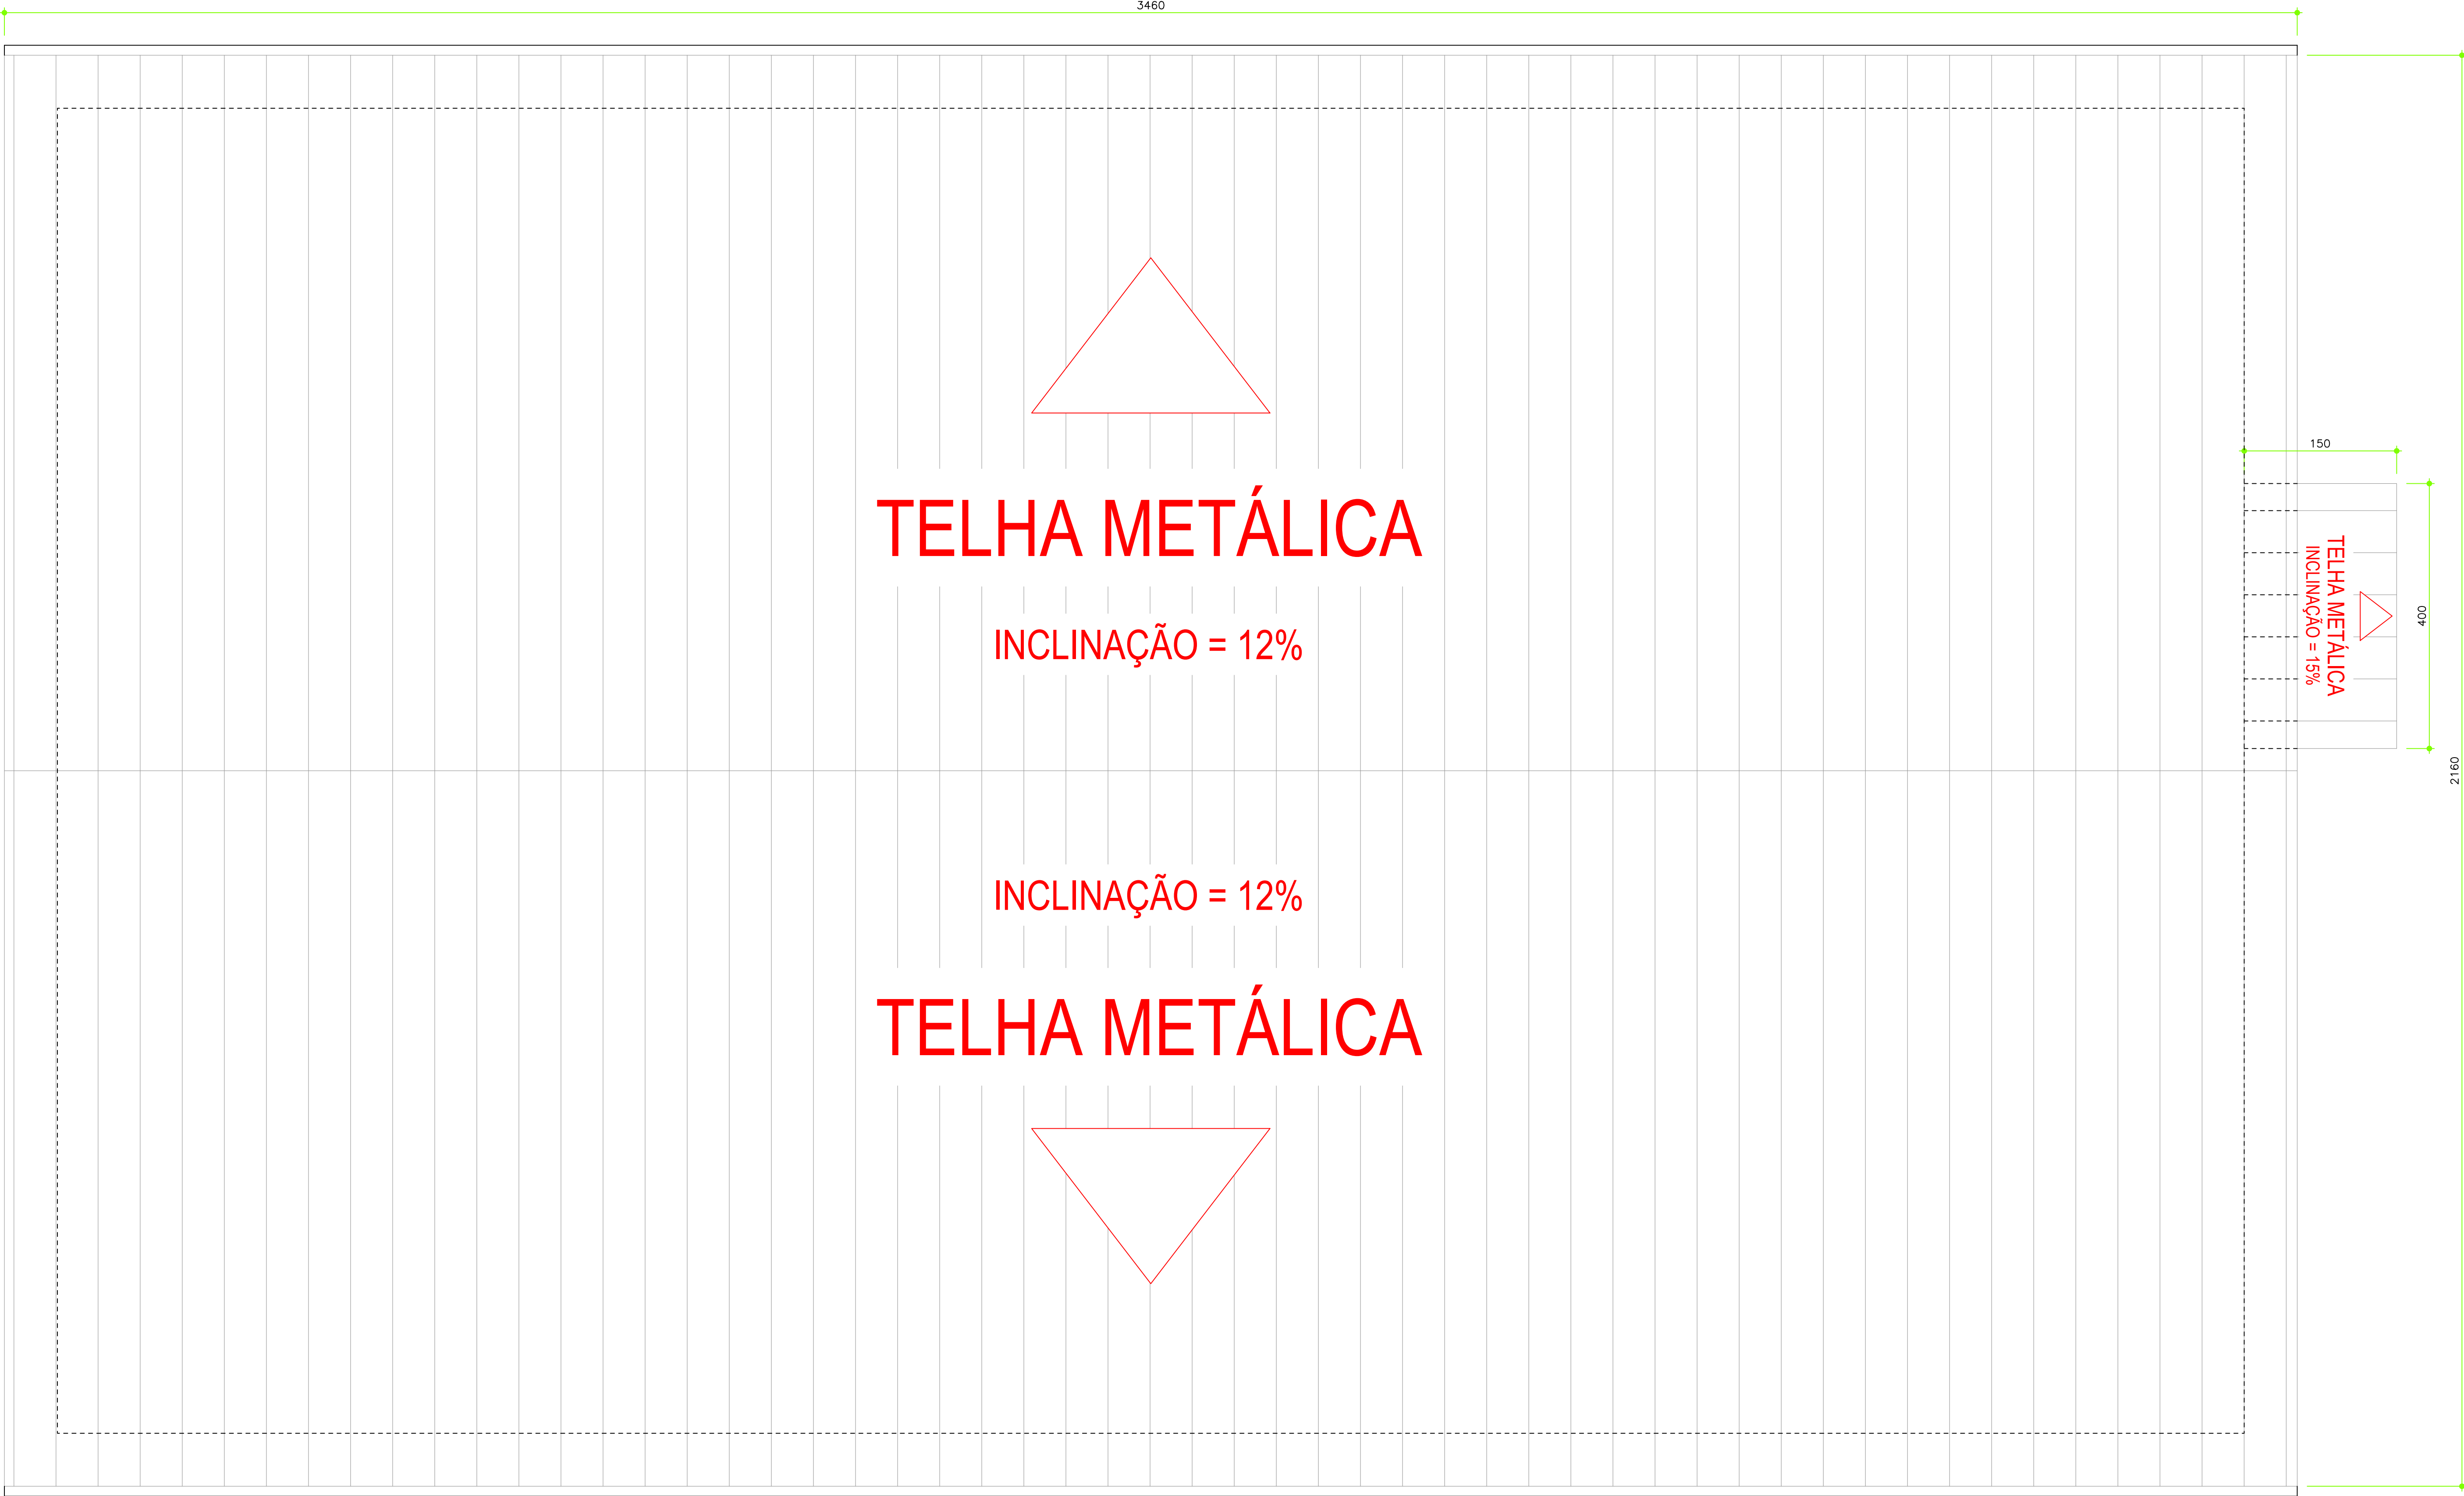 3460
150
TELHA METÁLICA
INCLINAÇÃO = 12%
TELHA METÁLICA
INCLINAÇÃO = 15%
400
2160
INCLINAÇÃO = 12%
TELHA METÁLICA